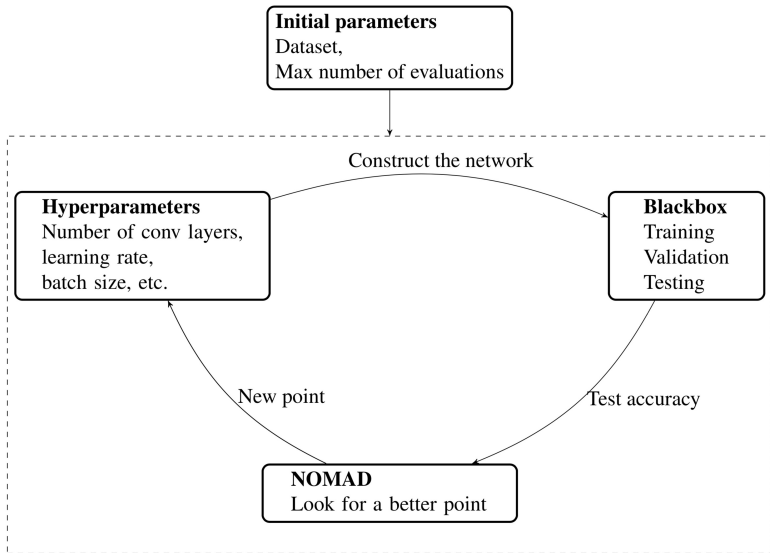 Initial parameters
Dataset,
Max number of evaluations
Construct the network
Hyperparameters
Number of conv layers,
learning rate,
batch size, etc.
Blackbox
Training
Validation
Testing
New point
Test accuracy
NOMAD
Look for a better point